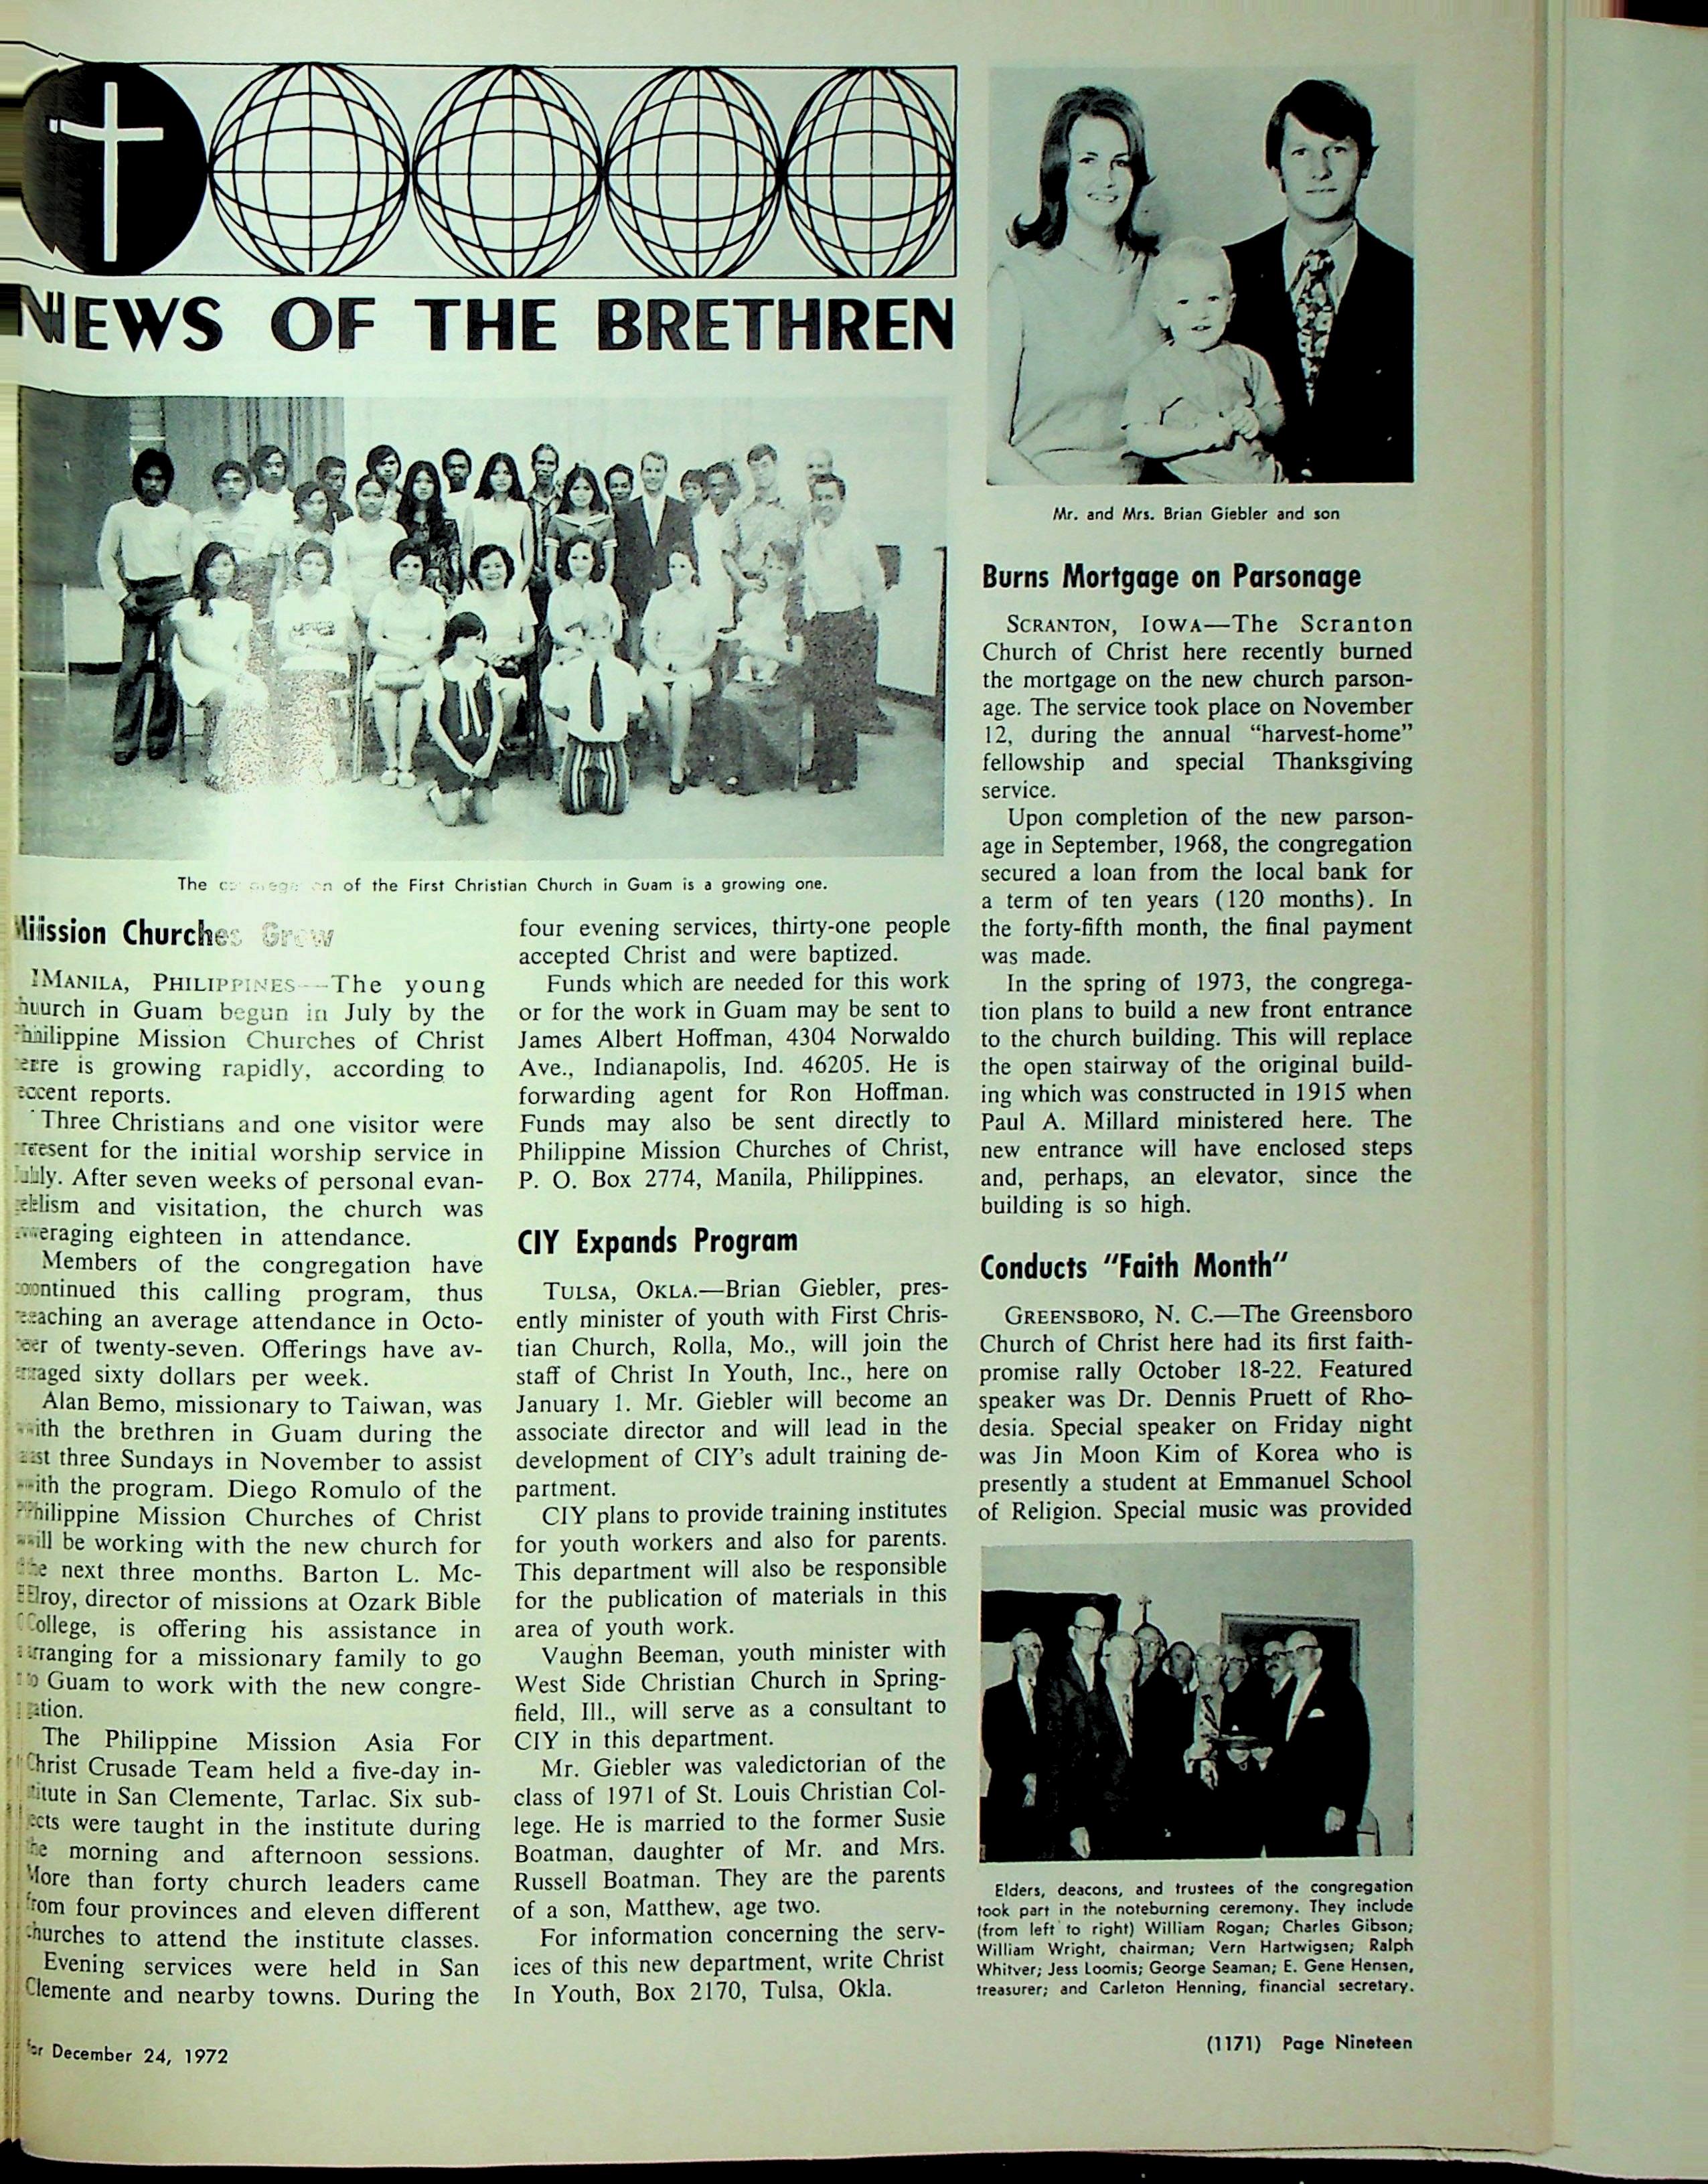 NEWS OF THE BRETHREN
The congregation of the First Christian Church in Guam is a growing one.
Mission Churches Grow
MANILA, PHILIPPINES—The young
church in Guam begun in July by the
Philippine Mission Churches of Christ
here is growing rapidly, according to
recent reports.
Three Christians and one visitor were
present for the initial worship service in
July. After seven weeks of personal evan-
gelism and visitation, the church was
averaging eighteen in attendance.
Members of the congregation have
continued this calling program, thus
reaching an average attendance in Octo-
ber of twenty-seven. Offerings have av-
eraged sixty dollars per week.
Alan Bemo, missionary to Taiwan, was
with the brethren in Guam during the
last three Sundays in November to assist
with the program. Diego Romulo of the
Philippine Mission Churches of Christ
will be working with the new church for
the next three months. Barton L. Mc-
Elroy, director of missions at Ozark Bible
College, is offering his assistance in
arranging for a missionary family to go
to Guam to work with the new congre-
gation.
The Philippine Mission Asia For
Christ Crusade Team held a five-day in-
stitute in San Clemente, Tarlac. Six sub-
jects were taught in the institute during
the morning and afternoon sessions.
More than forty church leaders came
from four provinces and eleven different
churches to attend the institute classes.
Evening services were held in San
Clemente and nearby towns. During the
four evening services, thirty-one people
accepted Christ and were baptized.
Funds which are needed for this work
or for the work in Guam may be sent to
James Albert Hoffman, 4304 Norwaldo
Ave., Indianapolis, Ind. 46205. He is
forwarding agent for Ron Hoffman.
Funds may also be sent directly to
Philippine Mission Churches of Christ,
P. O. Box 2774, Manila, Philippines.
CIY Expands Program
TULSA, OKLA.—Brian Giebler, pres-
ently minister of youth with First Chris-
tian Church, Rolla, Mo., will join the
staff of Christ In Youth, Inc., here on
January 1. Mr. Giebler will become an
associate director and will lead in the
development of CIY's adult training de-
partment.
CIY plans to provide training institutes
for youth workers and also for parents.
This department will also be responsible
for the publication of materials in this
area of youth work.
Vaughn Beeman, youth minister with
West Side Christian Church in Spring-
field, Ill., will serve as a consultant to
CIY in this department.
Mr. Giebler was valedictorian of the
class of 1971 of St. Louis Christian Col-
lege. He is married to the former Susie
Boatman, daughter of Mr. and Mrs.
Russell Boatman. They are the parents
of a son, Matthew, age two.
For information concerning the serv-
ices of this new department, write Christ
In Youth, Box 2170, Tulsa, Okla.
Mr. and Mrs. Brian Giebler and son
Burns Mortgage on Parsonage
SCRANTON, IOWA—The Scranton
Church of Christ here recently burned
the mortgage on the new church parson-
age. The service took place on November
12, during the annual "harvest-home"
fellowship and special Thanksgiving
service.
Upon completion of the new parson-
age in September, 1968, the congregation
secured a loan from the local bank for
a term of ten years (120 months). In
the forty-fifth month, the final payment
was made.
In the spring of 1973, the congrega-
tion plans to build a new front entrance
to the church building. This will replace
the open stairway of the original build-
ing which was constructed in 1915 when
Paul A. Millard ministered here. The
new entrance will have enclosed steps
and, perhaps, an elevator, since the
building is so high.
Conducts "Faith Month"
GREENSBORO, N. C.—The Greensboro
Church of Christ here had its first faith-
promise rally October 18-22. Featured
speaker was Dr. Dennis Pruett of Rho-
desia. Special speaker on Friday night
was Jin Moon Kim of Korea who is
presently a student at Emmanuel School
of Religion. Special music was provided
Elders, deacons, and trustees of the congregation
took part in the noteburning ceremony. They include
(from left to right) William Rogan; Charles Gibson;
William Wright, chairman; Vern Hartwigsen; Ralph
Whitver; Jess Loomis; George Seaman; E. Gene Hensen,
treasurer; and Carleton Henning, financial secretary.
for December 24, 1972
(1171) Page Nineteen